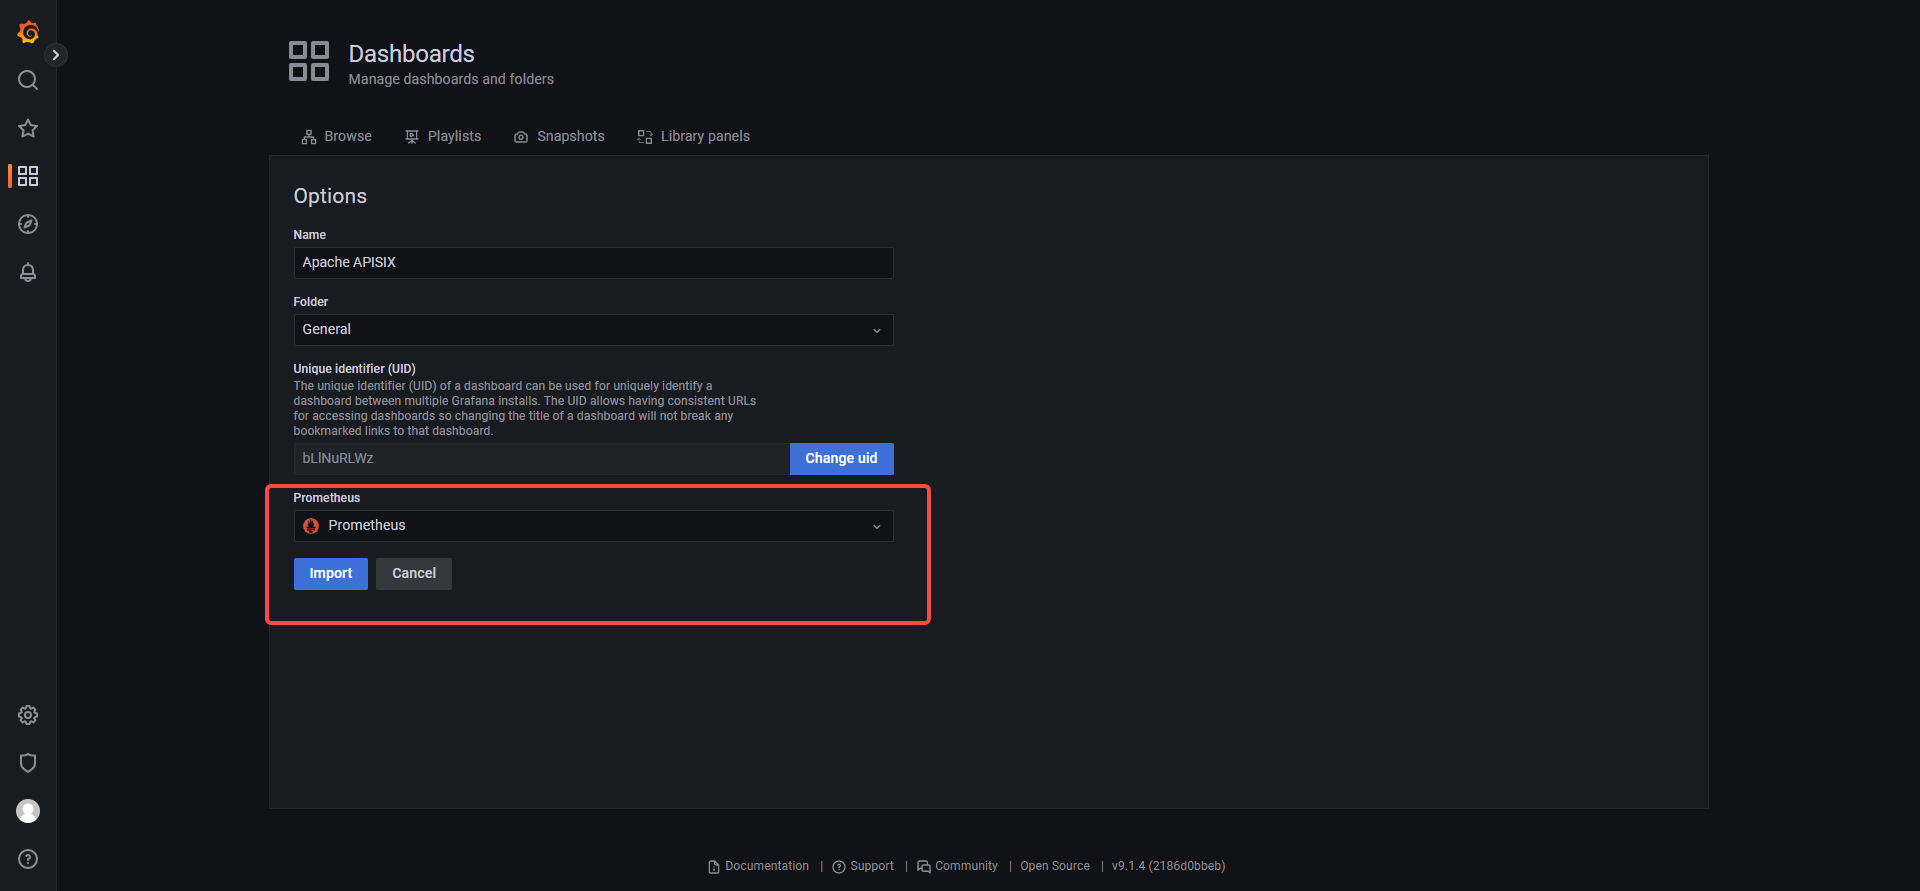 Dashboards
Manage dashboards and folders
Browse
Playlists
Snapshots
Library panels
Options
Name
Apache APISIX
Folder
General
Unique identifier (UID)
The unique identifier (UID) of a dashboard can be used for uniquely identify a
dashboard between multiple Grafana installs. The UID allows having consistent URLs
for accessing dashboards so changing the title of a dashboard will not break any
bookmarked links to that dashboard.
bLlNuRLWz
Change uid
Prometheus
Prometheus
Import
Cancel
Documentation | Support | Community | Open Source | v9.1.4 (2186d0bbeb)